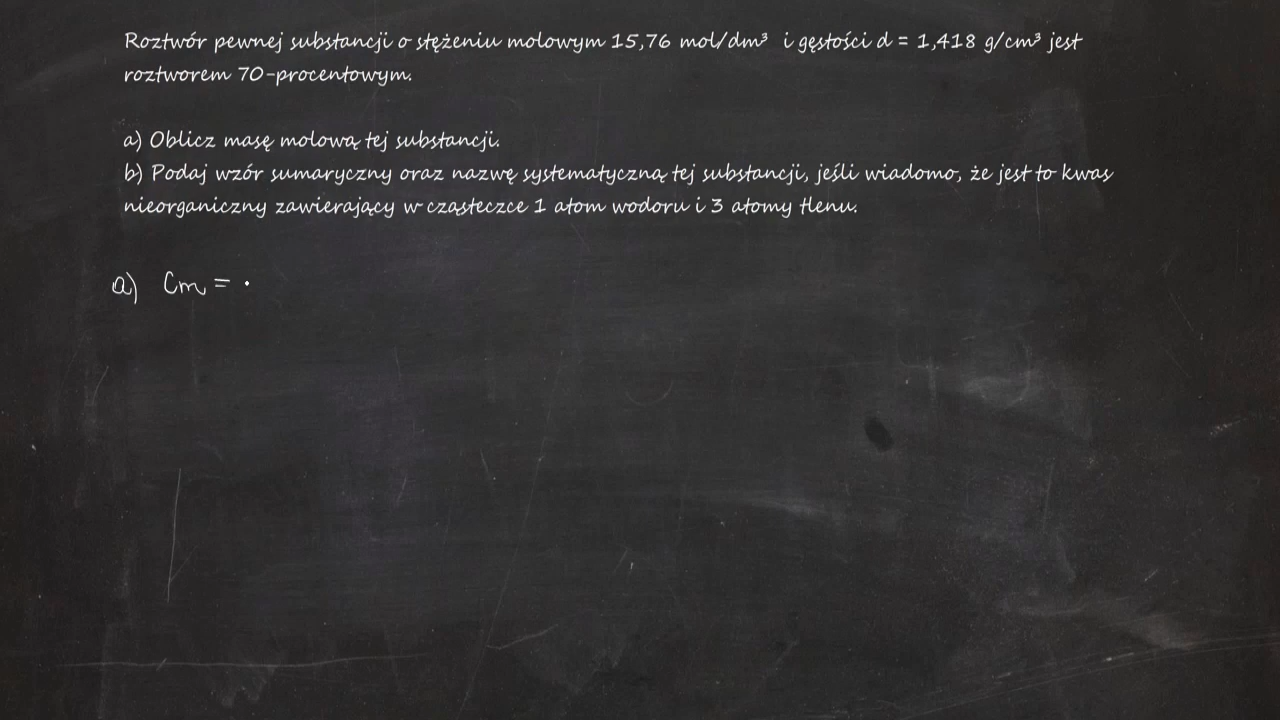 Roztwór pewnej substancji o stężeniu molowym 15,76 mol/dm³ i gęstości d = 1,418 g/cm³ jest
roztworem 70-procentowym.
a) Oblicz masę molową tej substancji.
b) Podaj wzór sumaryczny oraz nazwę systematyczną tej substancji, jeśli wiadomo, że jest to kwas
nieorganiczny zawierający w cząsteczce 1 atom wodoru i 3 atomy tlenu.
a) Cm = ·